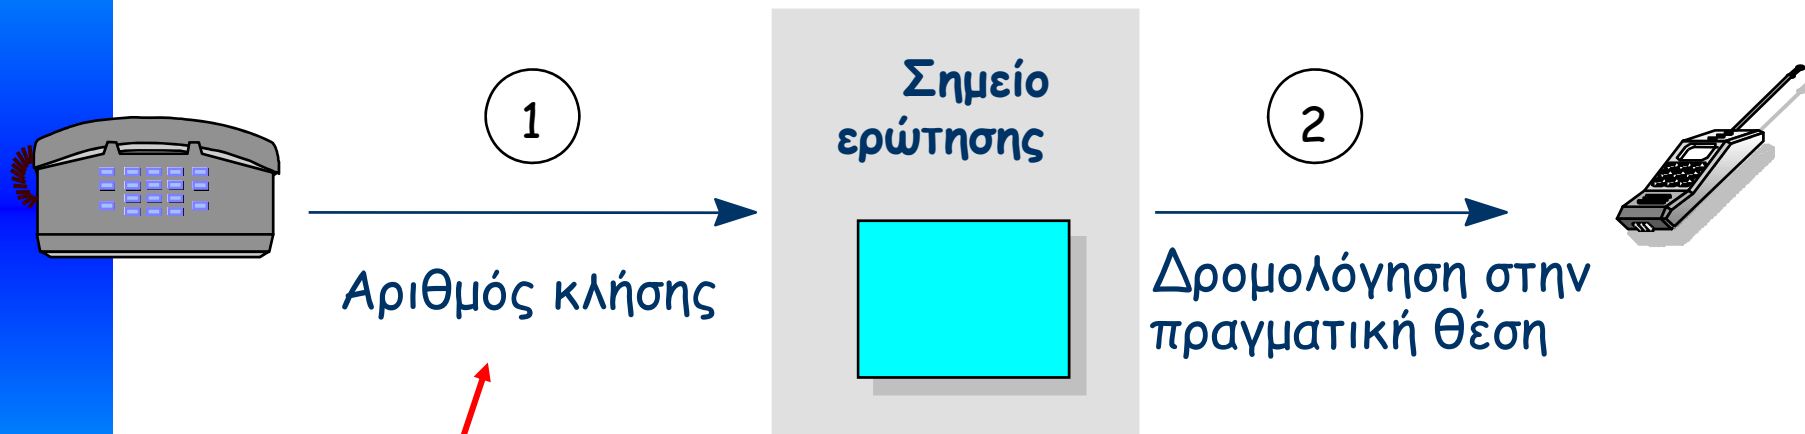 1
Αριθμός κλήσης
Σημείο
ερώτησης
2
Δρομολόγηση στην
πραγματική θέση